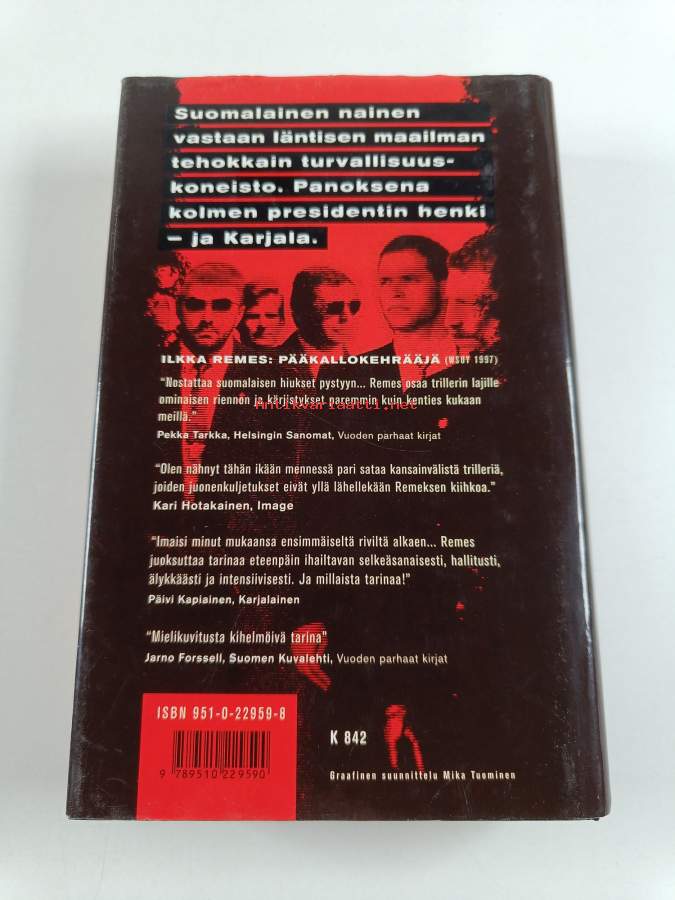 Suomalainen nainen
vastaan läntisen maailman
tehokkain turvallisuus-
koneisto. Panoksena
kolmen presidentin henki
– ja Karjala.
ILKKA REMES: PÄÄKALLOKEHRÄÄJÄ (WSOY 1997)
“Nostattaa suomalaisen hiukset pystyyn... Remes osaa trillerin lajille
ominaisen riennon ja kärjistykset paremmin kuin kenties kukaan
Antikvariaatti.net
meillä.”
Pekka Tarkka, Helsingin Sanomat, Vuoden parhaat kirjat
“Olen nähnyt tähän ikään mennessä pari sataa kansainvälistä trilleriä,
joiden juonenkuljetukset eivät yllä lähellekään Remeksen kiihkoa.”
Kari Hotakainen, Image
“Imaisi minut mukaansa ensimmäiseltä riviltä alkaen... Remes
juoksuttaa tarinaa eteenpäin ihailtavan selkeäsanaisesti, hallitusti,
älykkäästi ja intensiivisesti. Ja millaista tarinaa!”
Päivi Kapiainen, Karjalainen
“Mielikuvitusta kihelmöivä tarina”
Jarno Forssell, Suomen Kuvalehti, Vuoden parhaat kirjat
ISBN 951-0-22959-8
9 789510 229590
K 842
Graafinen suunnittelu Mika Tuominen